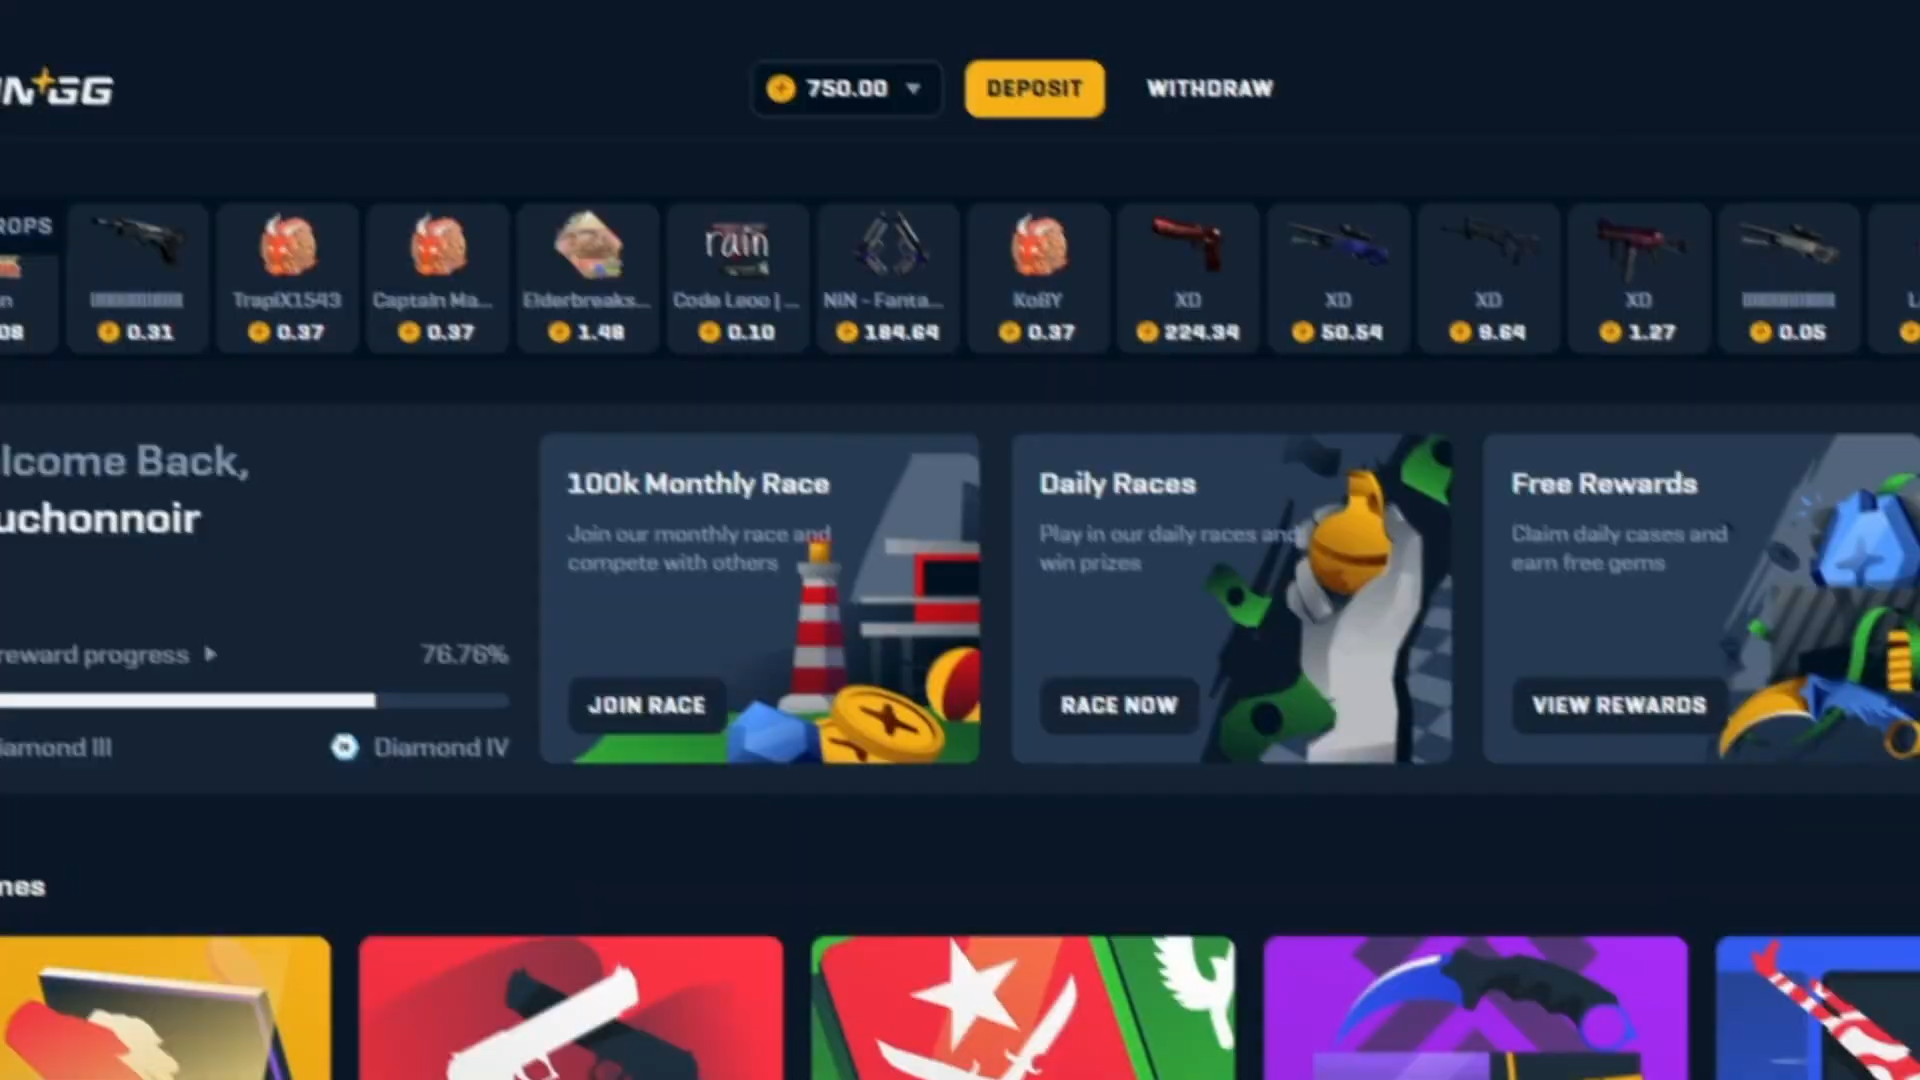 GG
750.00
DEPOSIT
WITHDRAW
ROPS
0.31
TrapiX1543
0.37
Captain Ma...
0.37
Elderbreaks...
1.48
rain
Code Leoo | ...
0.10
NIN - Fanta...
184.64
KoBY
0.37
XD
224.34
XD
50.54
XD
9.64
XD
1.27
0.05
lcome Back,
uchonnoir
reward progress
76.76%
iamond III
Diamond IV
100k Monthly Race
Join our monthly race and
compete with others
JOIN RACE
Daily Races
Play in our daily races and
win prizes
RACE NOW
Free Rewards
Claim daily cases and
earn free gems
VIEW REWARDS
mes